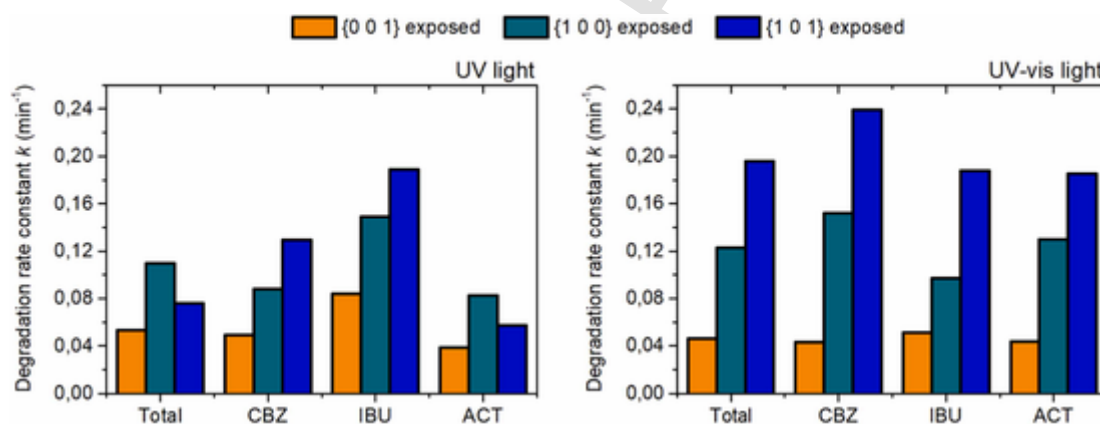 {0 0 1} exposed {1 0 0} exposed {1 0 1} exposed
UV light
Degradation rate constant k (min⁻¹)
0,24
0,20
0,16
0,12
0,08
0,04
0,00
Total CBZ IBU ACT
UV-vis light
Degradation rate constant k (min⁻¹)
0,24
0,20
0,16
0,12
0,08
0,04
0,00
Total CBZ IBU ACT